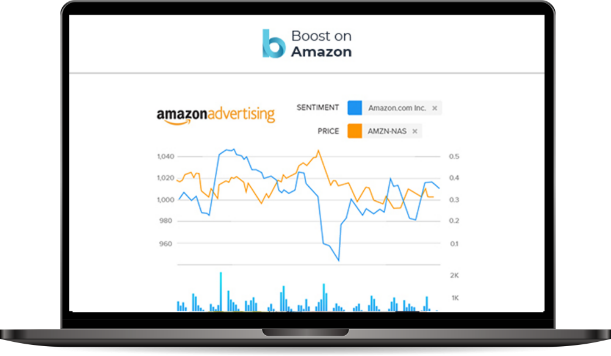 Boost on
Amazon
amazonadvertising
SENTIMENT Amazon.com Inc. ×
PRICE AMZN-NAS ×
1,040 0.5
1,020 0.4
1,000 0.3
980 0.2
960 0.1
2K
1K